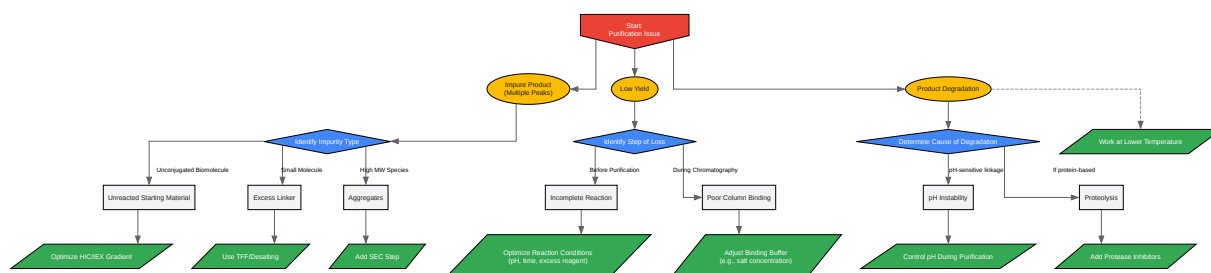 Start:
Purification Issue
Impure Product
(Multiple Peaks)
Low Yield
Product Degradation
Identify Impurity Type
Identify Step of Loss
Determine Cause of Degradation
Work at Lower Temperature
Unconjugated Biomolecule
Small Molecule
High MW Species
Before Purification
During Chromatography
pH-sensitive linkage
If protein-based
Unreacted Starting Material
Excess Linker
Aggregates
Incomplete Reaction
Poor Column Binding
pH Instability
Proteolysis
Optimize HIC/IEX Gradient
Use TFF/Desalting
Add SEC Step
Optimize Reaction Conditions
(pH, time, excess reagent)
Adjust Binding Buffer
(e.g., salt concentration)
Control pH During Purification
Add Protease Inhibitors